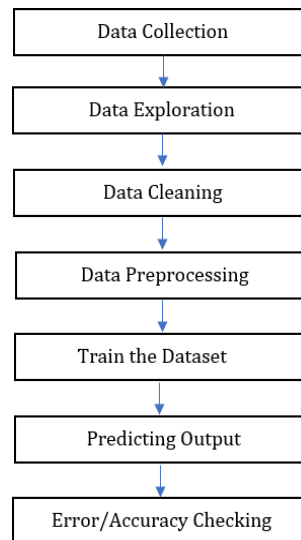 Data Collection
Data Exploration
Data Cleaning
Data Preprocessing
Train the Dataset
Predicting Output
Error/Accuracy Checking